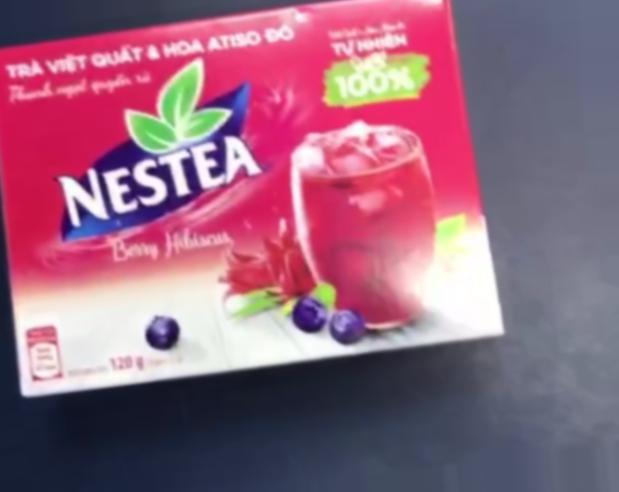 TRÀ VIỆT QUẤT & HOA ATISO ĐỎ
Thanh ngọt quyến rũ
TỰ NHIÊN
100%
NESTEA
Berry Hibiscus
120 g